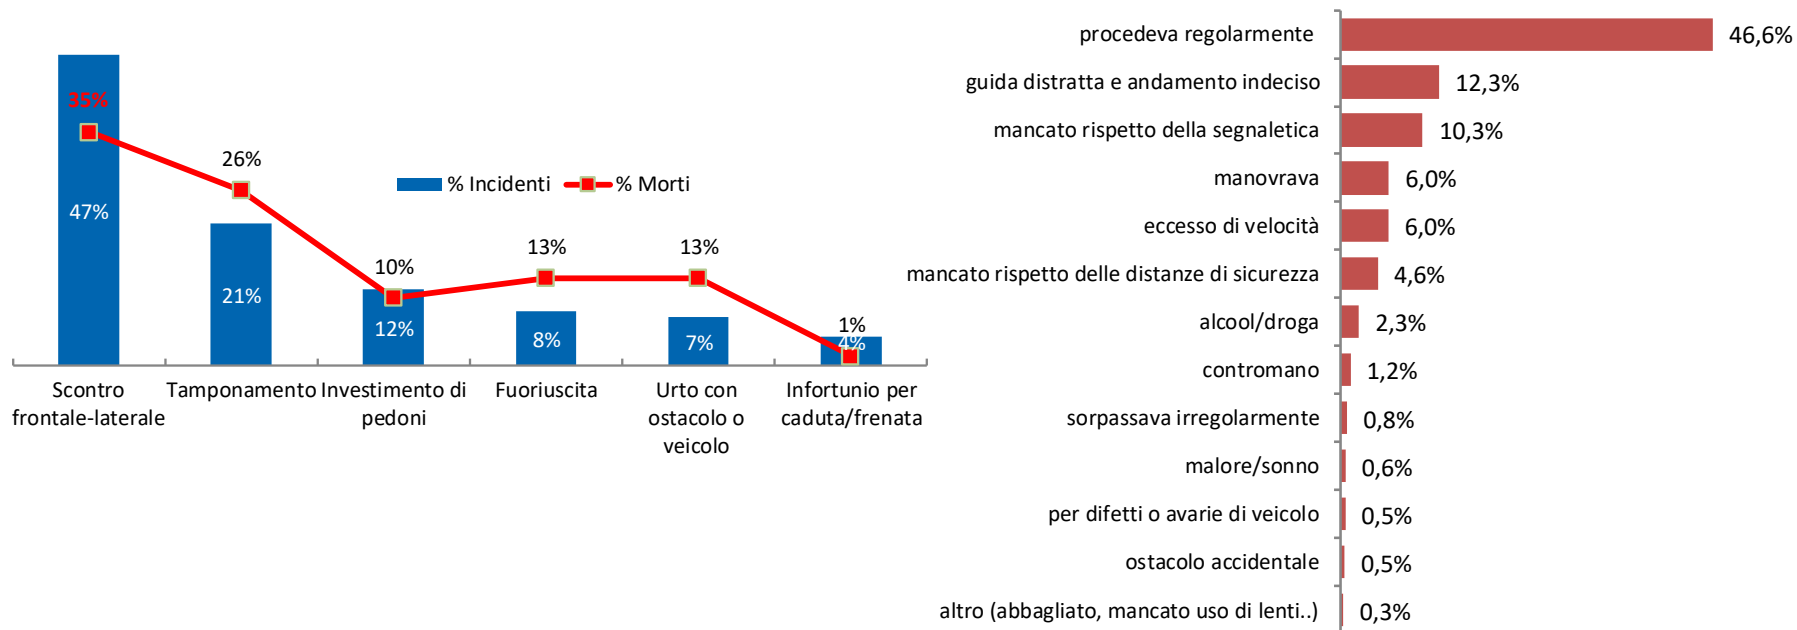 35%
47%
26%
21%
10%
12%
13%
8%
13%
7%
1%
4%
% Incidenti
% Morti
Scontro
frontale-laterale
Tamponamento
Investimento di
pedoni
Fuoriuscita
Urto con
ostacolo o
veicolo
Infortunio per
caduta/frenata
procedeva regolarmente 46,6%
guida distratta e andamento indeciso 12,3%
mancato rispetto della segnaletica 10,3%
manovrava 6,0%
eccesso di velocità 6,0%
mancato rispetto delle distanze di sicurezza 4,6%
alcool/droga 2,3%
contromano 1,2%
sorpassava irregolarmente 0,8%
malore/sonno 0,6%
per difetti o avarie di veicolo 0,5%
ostacolo accidentale 0,5%
altro (abbagliato, mancato uso di lenti..) 0,3%